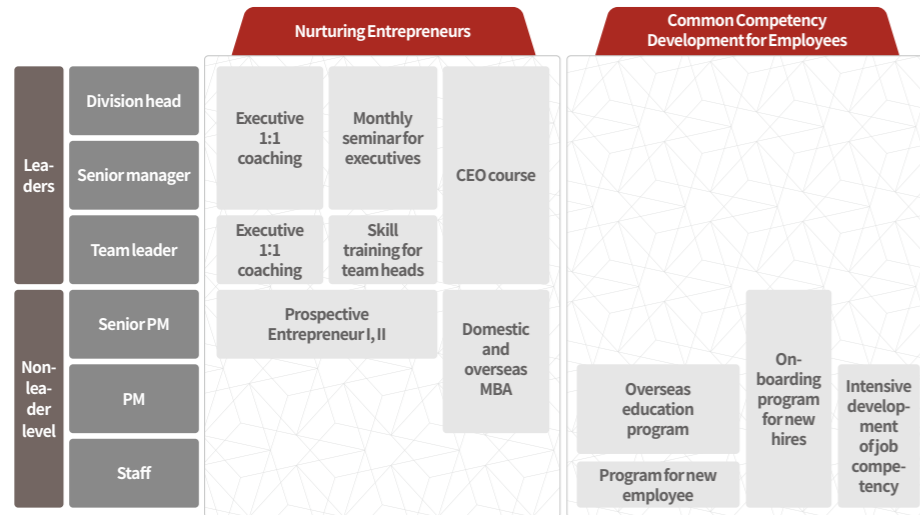 Nurturing Entrepreneurs
Common Competency
Development for Employees
Lea-
ders
Division head
Senior manager
Team leader
Executive
1:1
coaching
Monthly
seminar for
executives
CEO course
Executive
1:1
coaching
Skill
training for
team heads
Non-
lea-
der
level
Senior PM
PM
Staff
Prospective
Entrepreneur I, II
Domestic
and
overseas
MBA
Overseas
education
program
Program for new
employee
On-
boarding
program
for new
hires
Intensive
develop-
ment
of job
compe-
tency